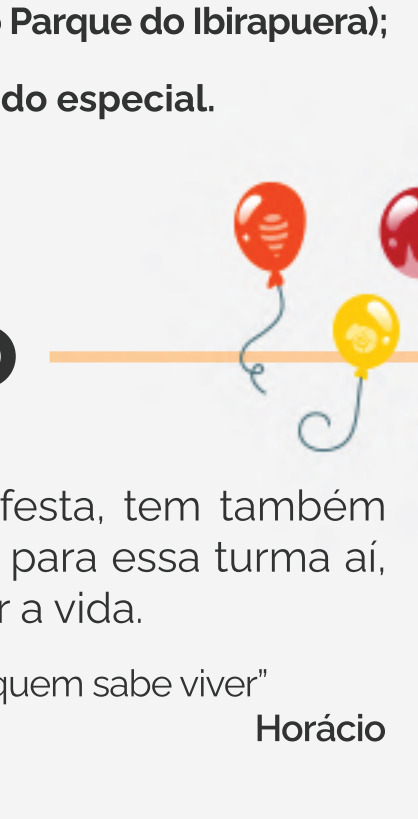 Parque do Ibirapuera);
do especial.
festa, tem também
para essa turma aí,
r a vida.
quem sabe viver”
Horácio